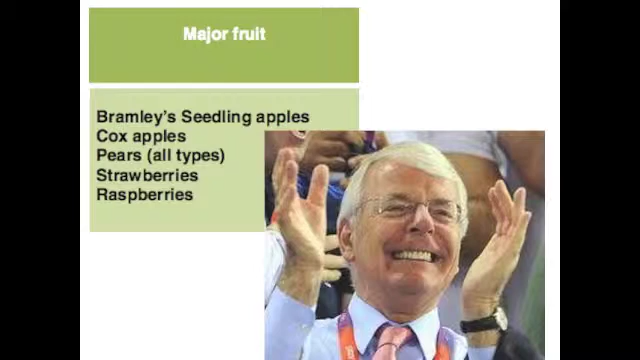 Major fruit
Bramley's Seedling apples
Cox apples
Pears (all types)
Strawberries
Raspberries